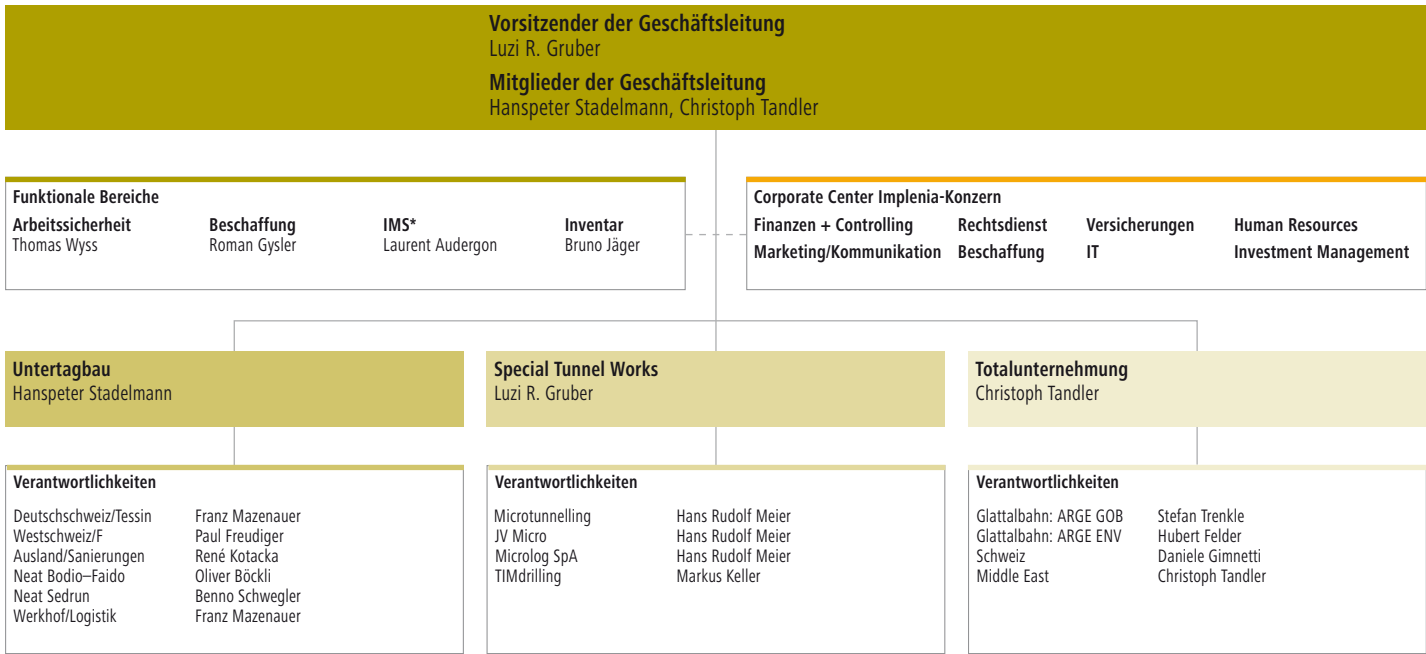 Vorsitzender der Geschäftsleitung
Luzi R. Gruber
Mitglieder der Geschäftsleitung
Hanspeter Stadelmann, Christoph Tandler
Funktionale Bereiche
Arbeitssicherheit Beschaffung IMS* Inventar
Thomas Wyss Roman Gysler Laurent Audergon Bruno Jäger
Corporate Center Implenia-Konzern
Finanzen + Controlling Rechtsdienst Versicherungen Human Resources
Marketing/Kommunikation Beschaffung IT Investment Management
Untertagbau
Hanspeter Stadelmann
Special Tunnel Works
Luzi R. Gruber
Totalunternehmung
Christoph Tandler
Verantwortlichkeiten
Deutschschweiz/Tessin Franz Mazenauer
Westschweiz/F Paul Freudiger
Ausland/Sanierungen René Kotacka
Neat Bodio–Faido Oliver Böckli
Neat Sedrun Benno Schwegler
Werkhof/Logistik Franz Mazenauer
Verantwortlichkeiten
Microtunnelling Hans Rudolf Meier
JV Micro Hans Rudolf Meier
Microlog SpA Hans Rudolf Meier
TIMdrilling Markus Keller
Verantwortlichkeiten
Glattalbahn: ARGE GOB Stefan Trenkle
Glattalbahn: ARGE ENV Hubert Felder
Schweiz Daniele Gimnetti
Middle East Christoph Tandler